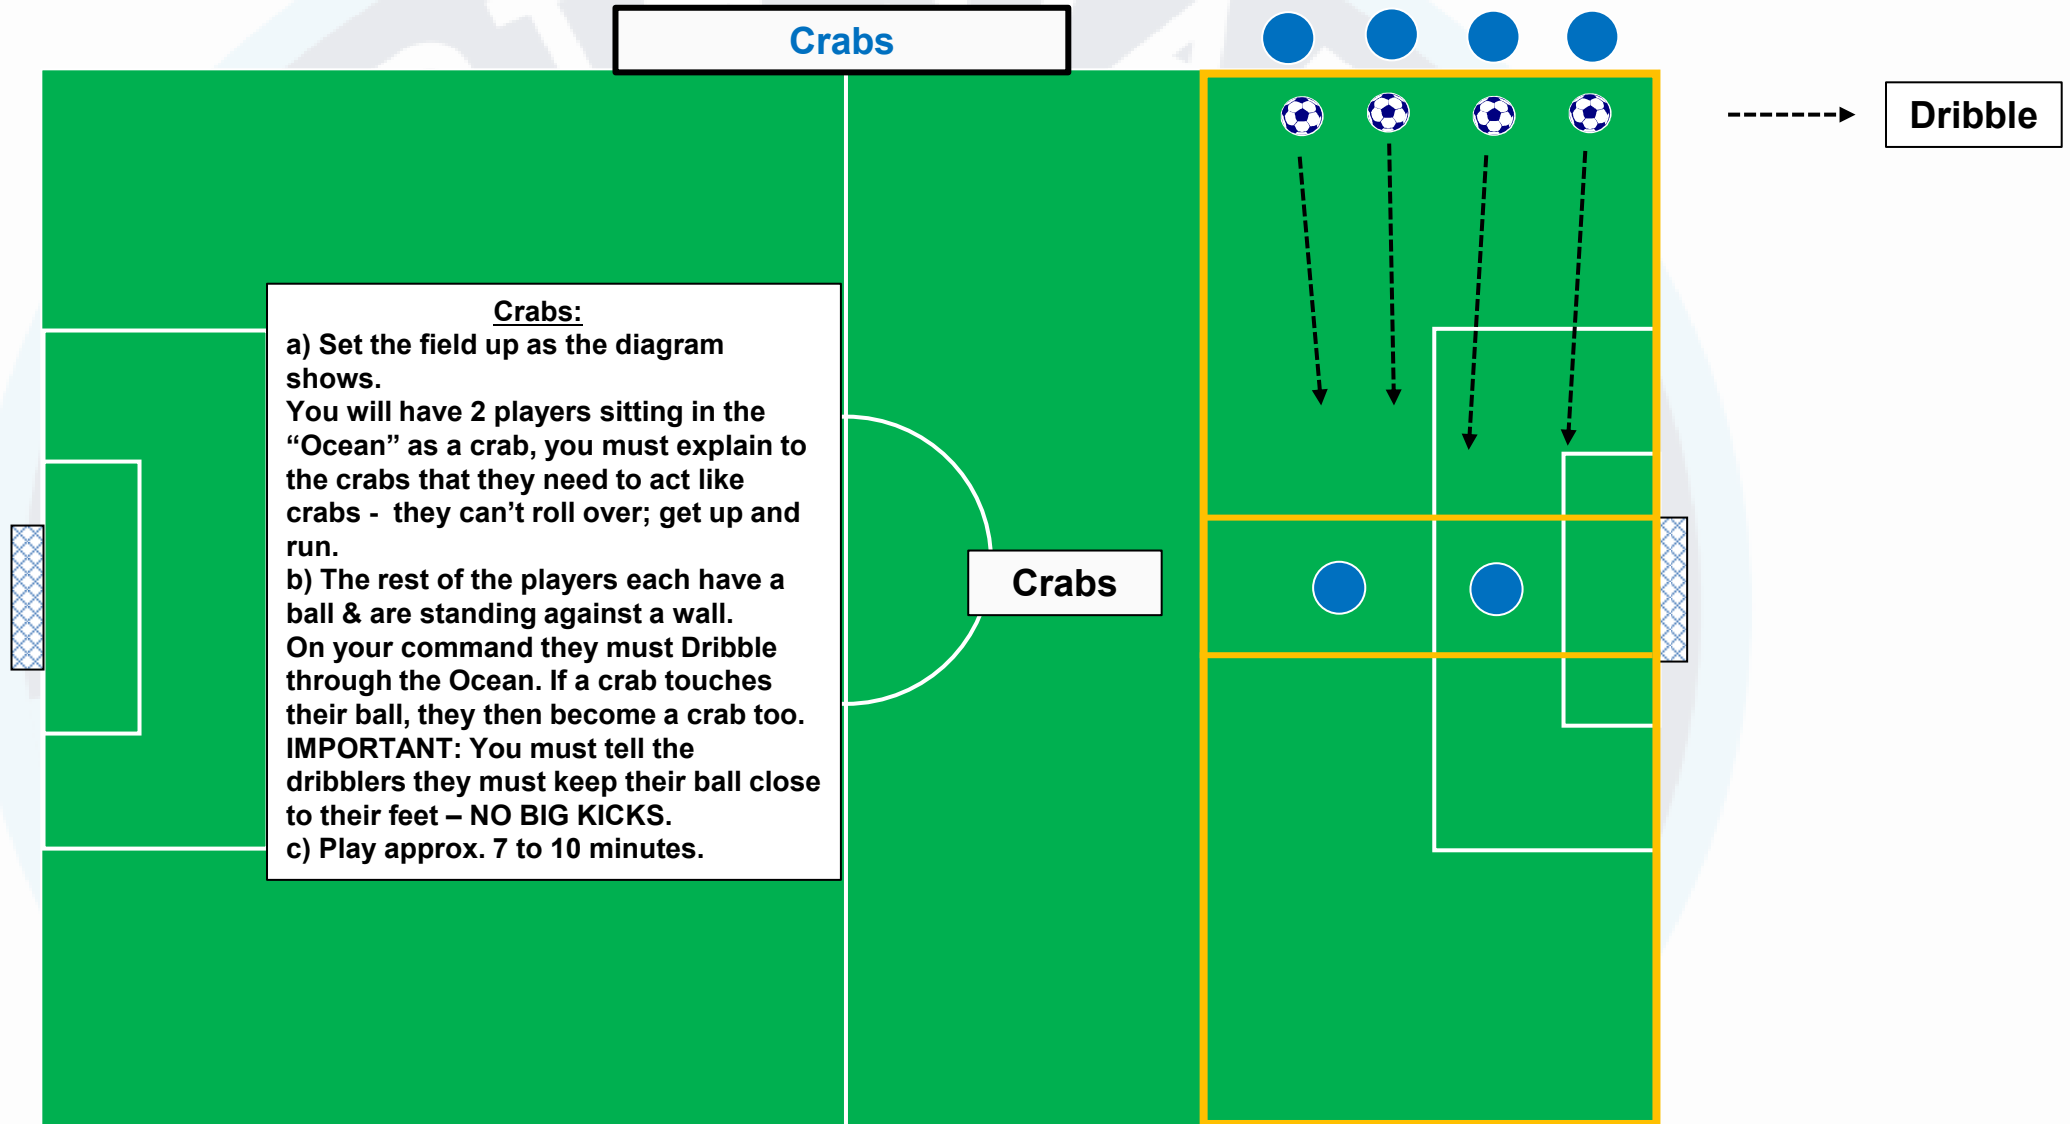 Crabs
Dribble
Crabs:
a) Set the field up as the diagram
shows.
You will have 2 players sitting in the
“Ocean” as a crab, you must explain to
the crabs that they need to act like
crabs -  they can’t roll over; get up and
run.
b) The rest of the players each have a
ball & are standing against a wall.
On your command they must Dribble
through the Ocean. If a crab touches
their ball, they then become a crab too.
IMPORTANT: You must tell the
dribblers they must keep their ball close
to their feet – NO BIG KICKS.
c) Play approx. 7 to 10 minutes.
Crabs